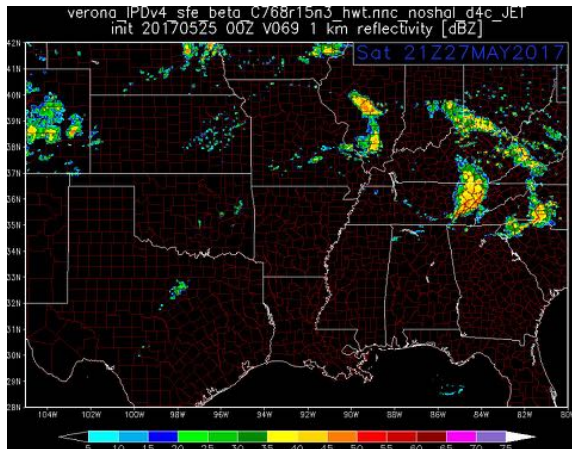 verona_IPDv4_sfe_beta_C768r15n3_hwt.nnc_noshal_d4c_JET
init 20170525 00Z V069 1 km reflectivity [dBZ]
Sat 21Z27MAY2017
42N
41N
40N
39N
38N
37N
36N
35N
34N
33N
32N
31N
30N
29N
28N
104W 102W 100W 98W 96W 94W 92W 90W 88W 86W 84W 82W 80W
5 10 15 20 25 30 35 40 45 50 55 60 65 70 75